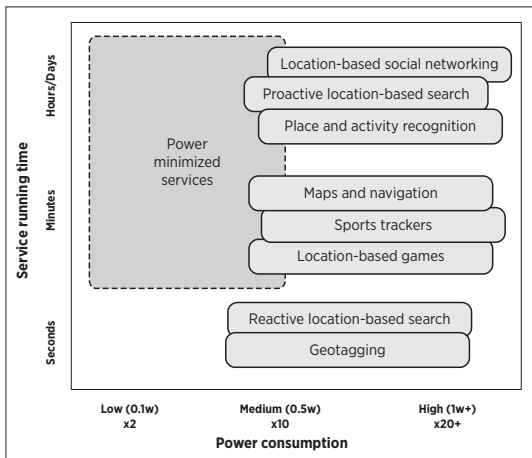 Service running time
Hours/Days
Minutes
Seconds
Location-based social networking
Proactive location-based search
Place and activity recognition
Power
minimized
services
Maps and navigation
Sports trackers
Location-based games
Reactive location-based search
Geotagging
Low (0.1w)
x2
Medium (0.5w)
x10
High (1w+)
x20+
Power consumption